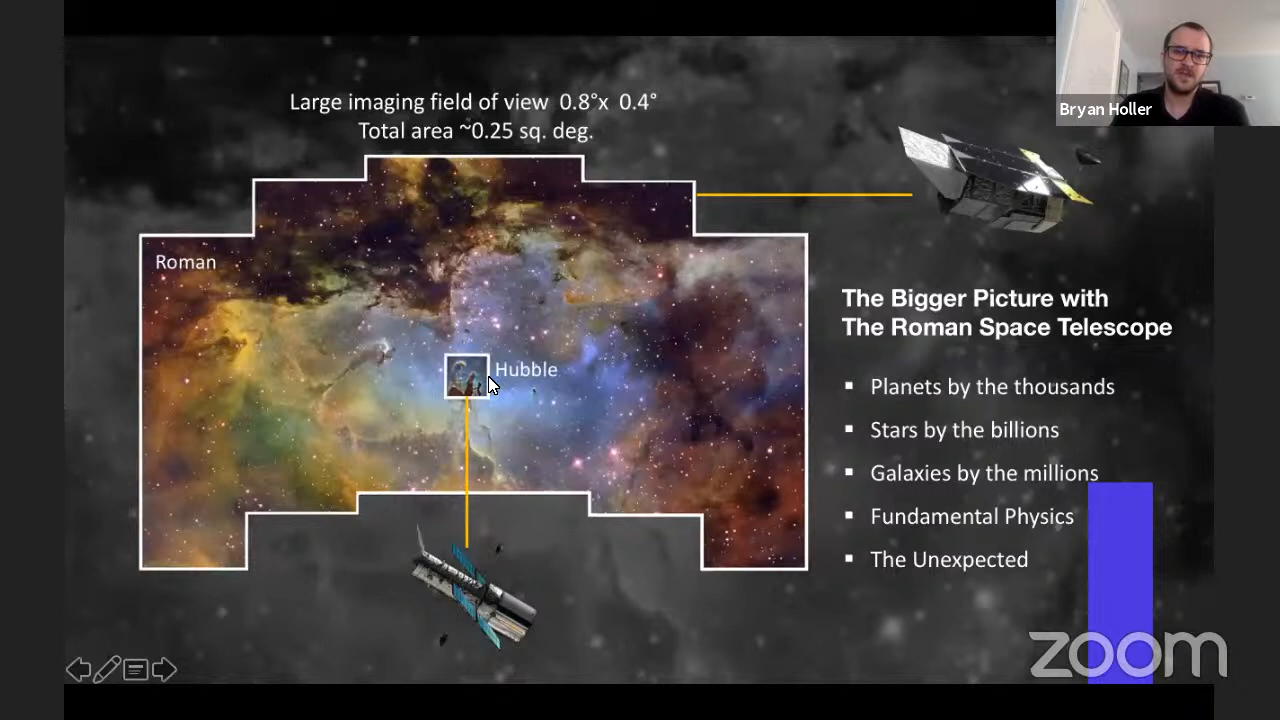 Bryan Holler
Large imaging field of view 0.8°x 0.4°
Total area ~0.25 sq. deg.
Roman
Hubble
The Bigger Picture with
The Roman Space Telescope
▪ Planets by the thousands
▪ Stars by the billions
▪ Galaxies by the millions
▪ Fundamental Physics
▪ The Unexpected
zoom